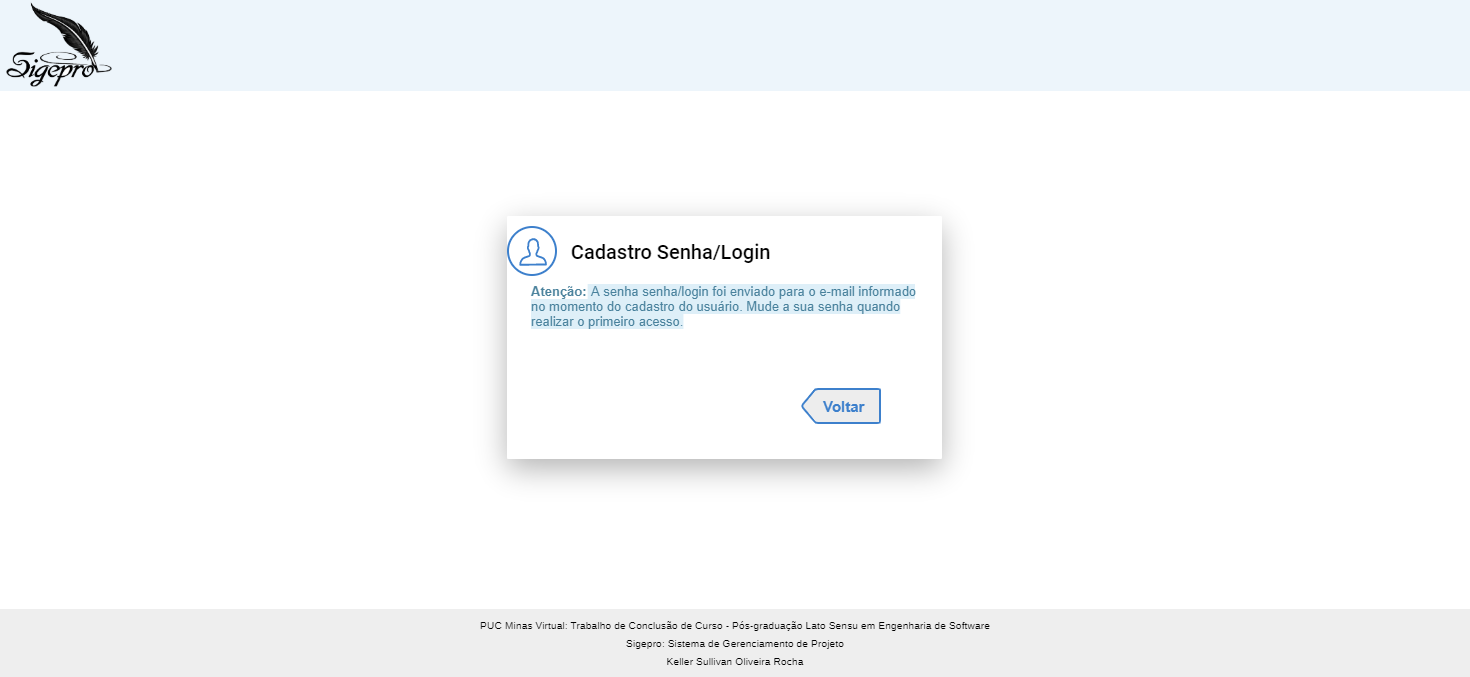 Sigepro
Cadastro Senha/Login
Atenção: A senha senha/login foi enviado para o e-mail informado
no momento do cadastro do usuário. Mude a sua senha quando
realizar o primeiro acesso.
Voltar
PUC Minas Virtual: Trabalho de Conclusão de Curso - Pós-graduação Lato Sensu em Engenharia de Software
Sigepro: Sistema de Gerenciamento de Projeto
Keller Sullivan Oliveira Rocha